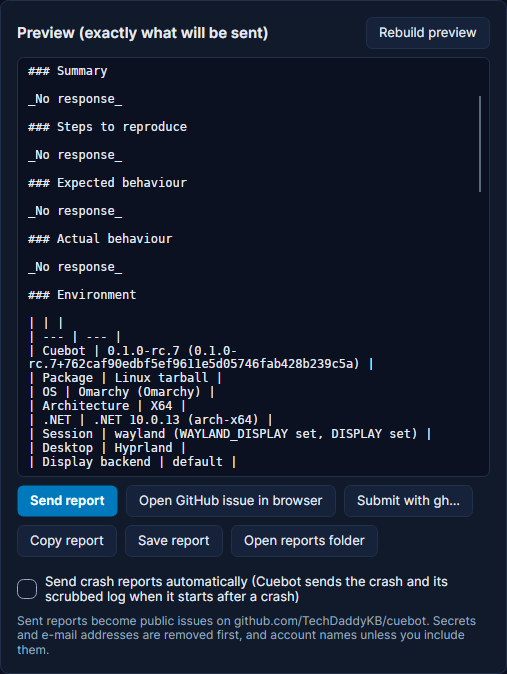 Preview (exactly what will be sent)
Rebuild preview
### Summary
_No response_
### Steps to reproduce
_No response_
### Expected behaviour
_No response_
### Actual behaviour
_No response_
### Environment
| | |
| --- | --- |
| Cuebot | 0.1.0-rc.7 (0.1.0-
rc.7+762caf90edbf5ef9611e5d05746fab428b239c5a) |
| Package | Linux tarball |
| OS | Omarchy (Omarchy) |
| Architecture | X64 |
| .NET | .NET 10.0.13 (arch-x64) |
| Session | wayland (WAYLAND_DISPLAY set, DISPLAY set) |
| Desktop | Hyprland |
| Display backend | default |
Send report
Open GitHub issue in browser
Submit with gh...
Copy report
Save report
Open reports folder
Send crash reports automatically (Cuebot sends the crash and its
scrubbed log when it starts after a crash)
Sent reports become public issues on github.com/TechDaddyKB/cuebot. Secrets
and e-mail addresses are removed first, and account names unless you include
them.